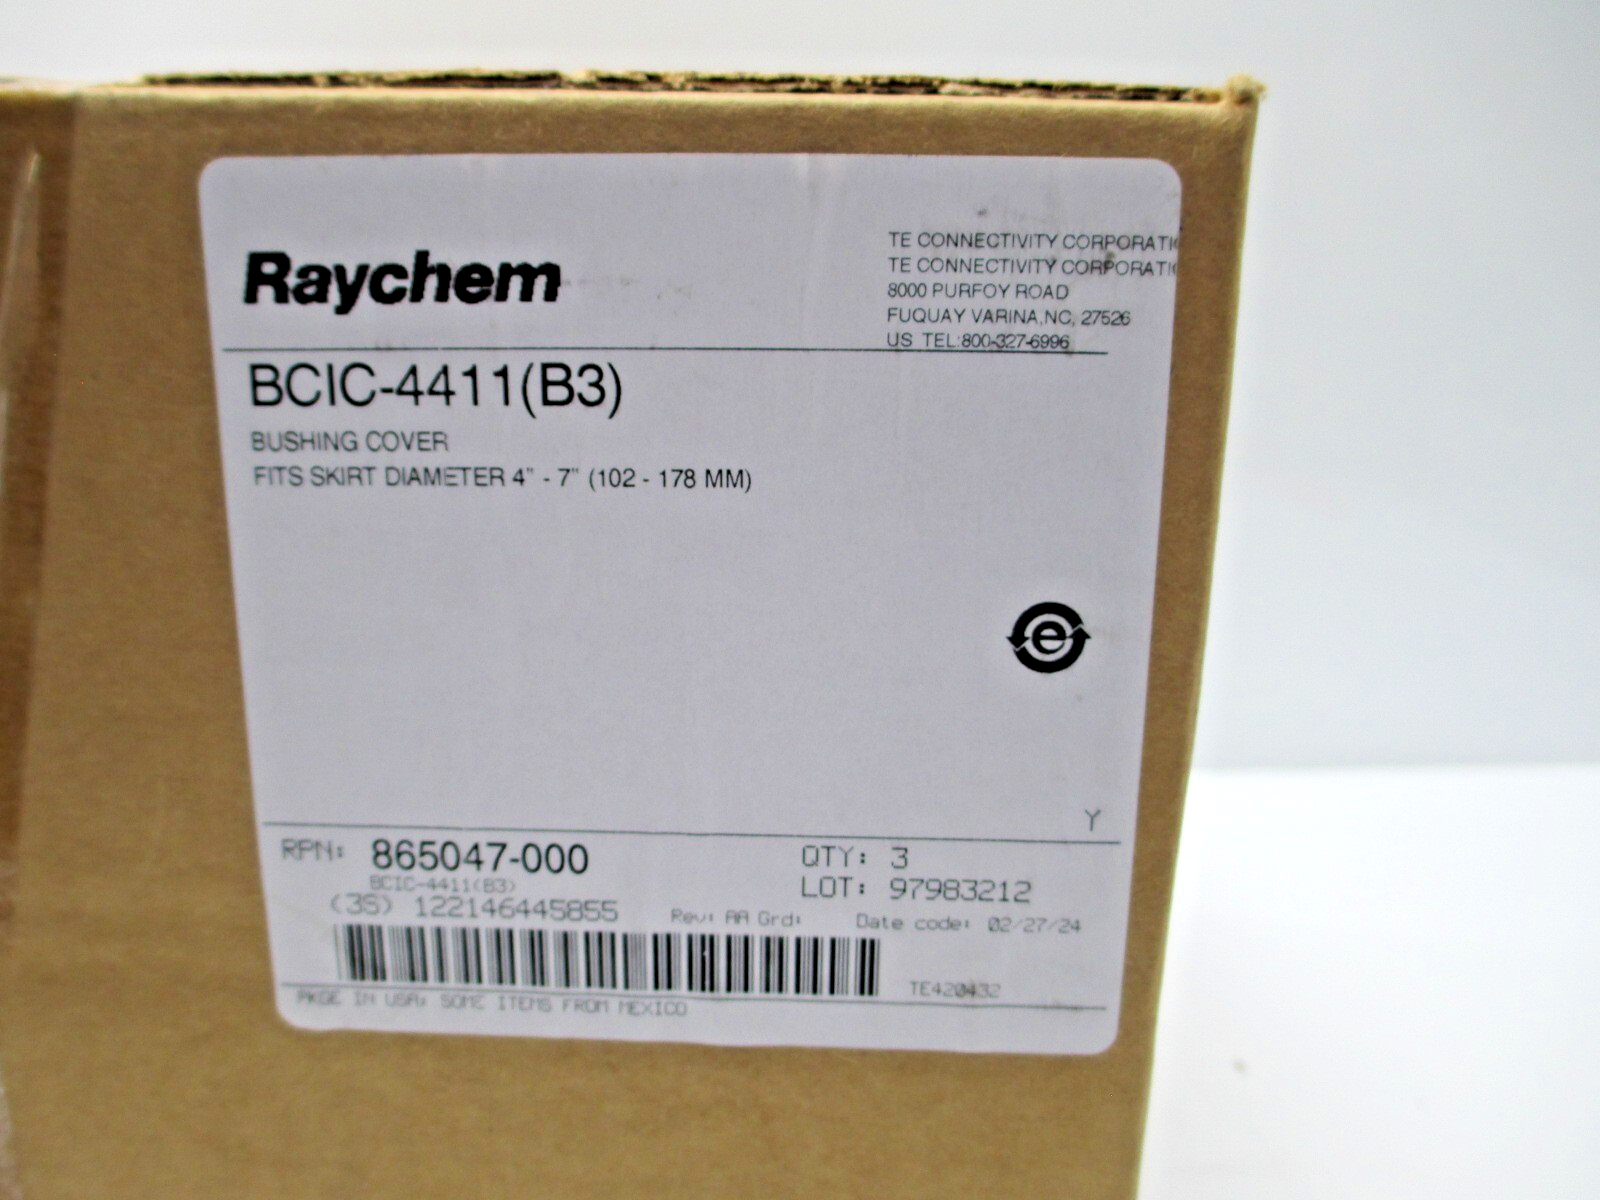 Raychem
TE CONNECTIVITY CORPORATI
TE CONNECTIVITY CORPORATI
8000 PURFOY ROAD
FUQUAY VARINA,NC, 27526
US TEL:800-327-6996
BCIC-4411(B3)
BUSHING COVER
FITS SKIRT DIAMETER 4" - 7" (102 - 178 MM)
e
Y
RPN: 865047-000
BCIC-4411(B3)
(3S) 122146445855
QTY: 3
LOT: 97983212
Rev: AA Grd:
Date code: 02/27/24
TE420432
PKGE IN USA; SOME ITEMS FROM MEXICO